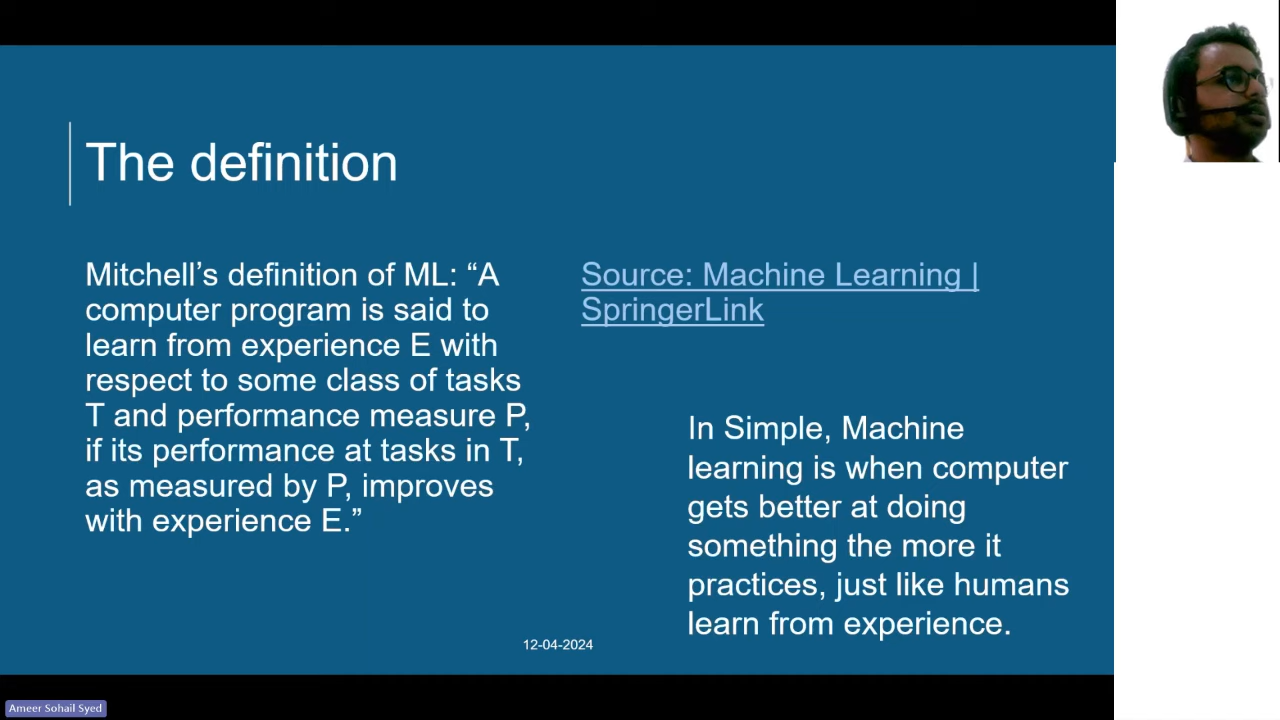 The definition
Mitchell’s definition of ML: “A
computer program is said to
learn from experience E with
respect to some class of tasks
T and performance measure P,
if its performance at tasks in T,
as measured by P, improves
with experience E.”
Source: Machine Learning |
SpringerLink
In Simple, Machine
learning is when computer
gets better at doing
something the more it
practices, just like humans
learn from experience.
12-04-2024
Ameer Sohail Syed